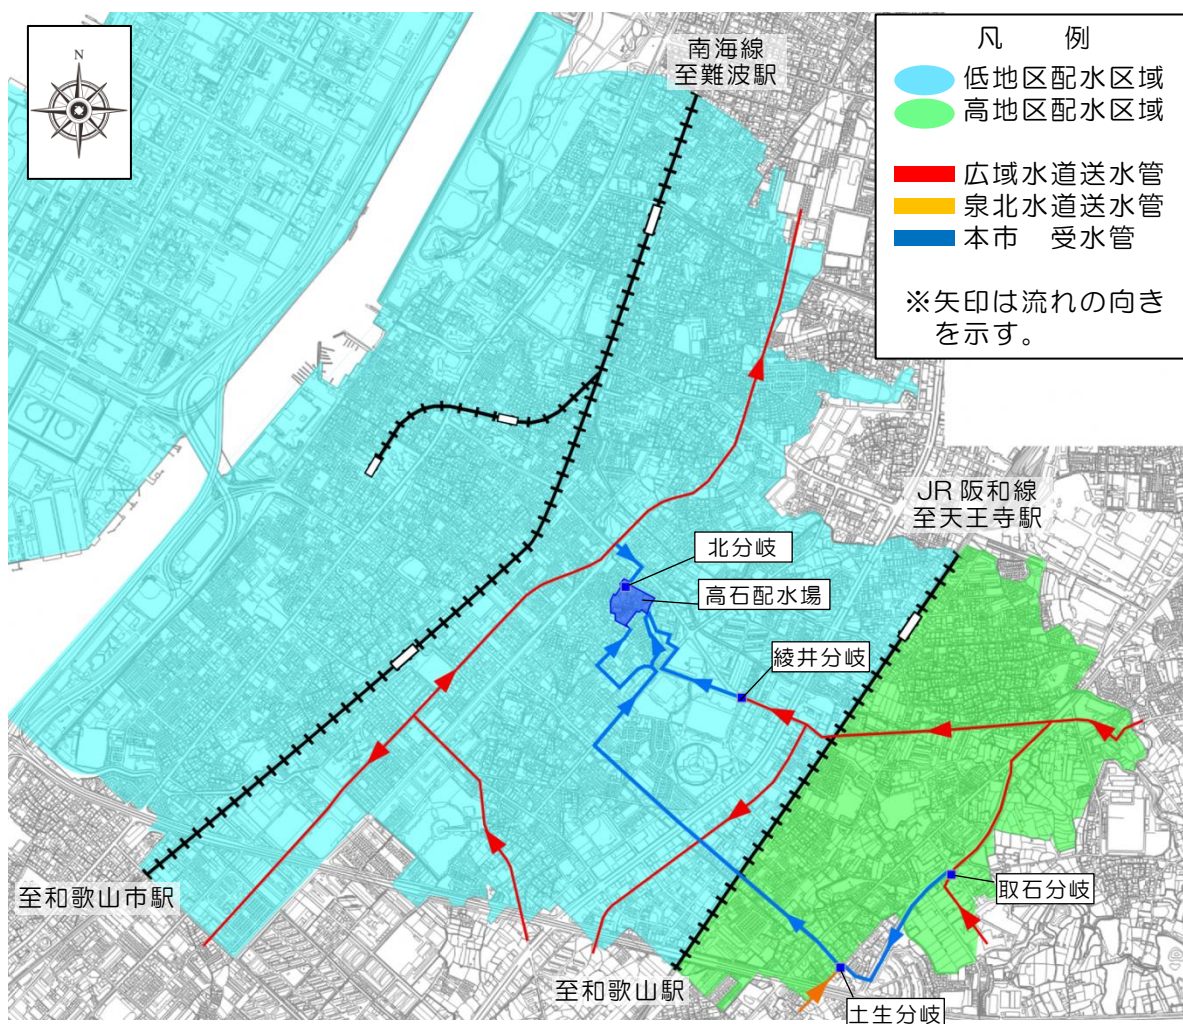 N
南海線
至難波駅
凡　例
低地区配水区域
高地区配水区域
広域水道送水管
泉北水道送水管
本市　受水管
※矢印は流れの向き
を示す。
JR阪和線
至天王寺駅
北分岐
高石配水場
綾井分岐
取石分岐
至和歌山市駅
至和歌山駅
土生分岐